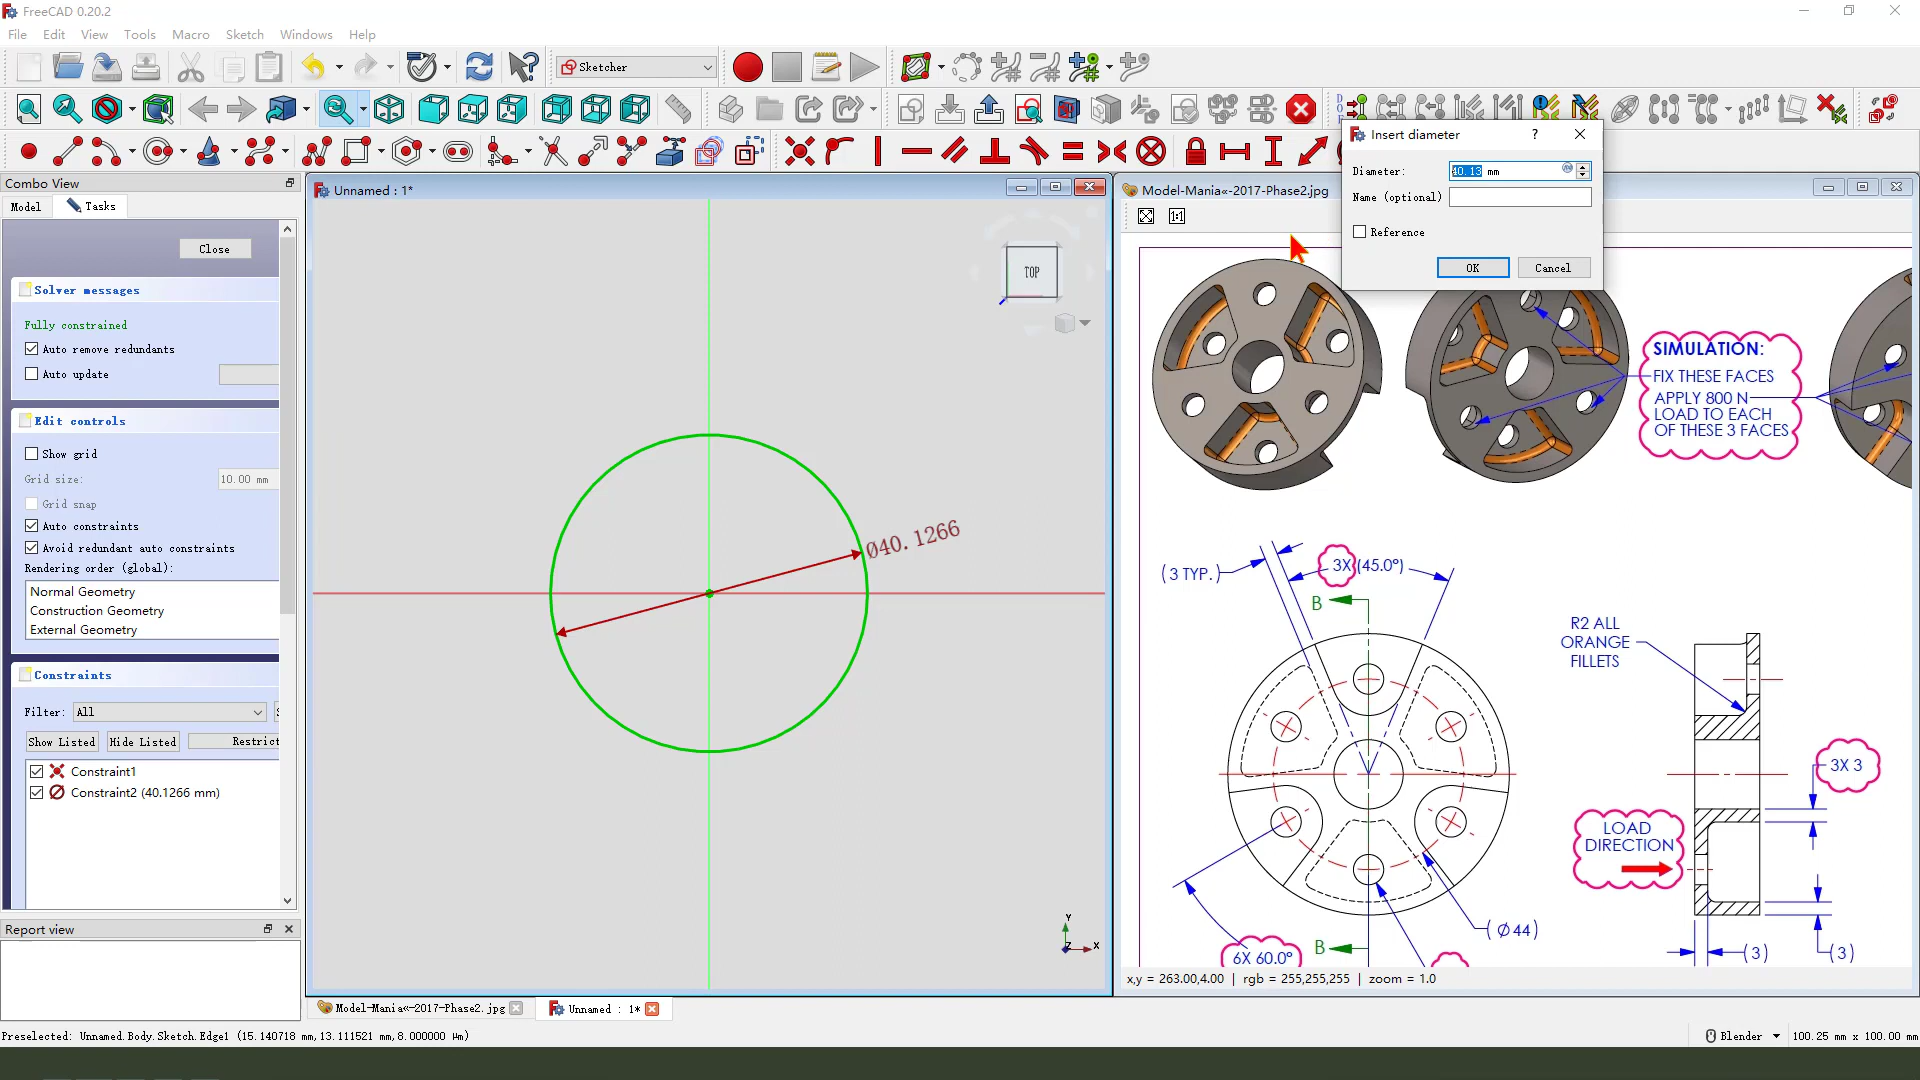 FreeCAD 0.20.2
File Edit View Tools Macro Sketch Windows Help
Sketcher
Combo View
Model Tasks
Close
Solver messages
Fully constrained
Auto remove redundants
Auto update
Edit controls
Show grid
Grid size: 10.00 mm
Grid snap
Auto constraints
Avoid redundant auto constraints
Rendering order (global):
Normal Geometry
Construction Geometry
External Geometry
Constraints
Filter: All
Show Listed Hide Listed Restrict
Constraint1
Constraint2 (40.1266 mm)
Report view
Unnamed : 1*
TOP
Ø40.1266
Y
Z X
Model-Mania«-2017-Phase2.jpg
1:1
Insert diameter ?
Diameter: 40.13 mm
Name (optional)
Reference
OK Cancel
SIMULATION:
FIX THESE FACES
APPLY 800 N
LOAD TO EACH
OF THESE 3 FACES
(3 TYP.)
3X (45.0°)
B
R2 ALL
ORANGE
FILLETS
3X 3
LOAD
DIRECTION
(Ø44)
6X 60.0°
B
(3)
(3)
x,y = 263.00,4.00 | rgb = 255,255,255 | zoom = 1.0
Model-Mania«-2017-Phase2.jpg
Unnamed : 1*
Preselected: Unnamed.Body.Sketch.Edge1 (15.140718 mm,13.111521 mm,8.000000 µm)
Blender
100.25 mm x 100.00 mm